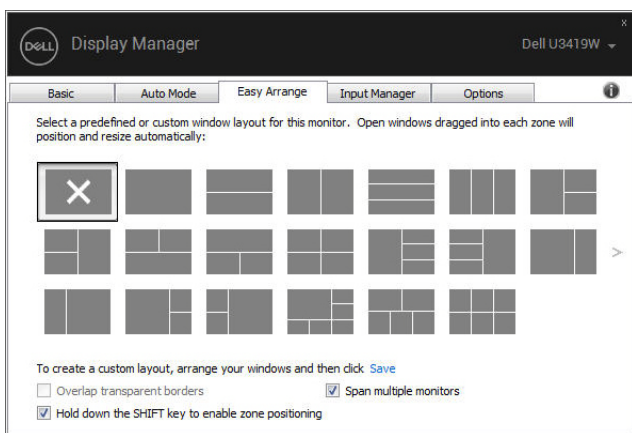 x
DELL Display Manager Dell U3419W
Basic Auto Mode Easy Arrange Input Manager Options i
Select a predefined or custom window layout for this monitor. Open windows dragged into each zone will
position and resize automatically:
>
To create a custom layout, arrange your windows and then click Save
Overlap transparent borders Span multiple monitors
Hold down the SHIFT key to enable zone positioning